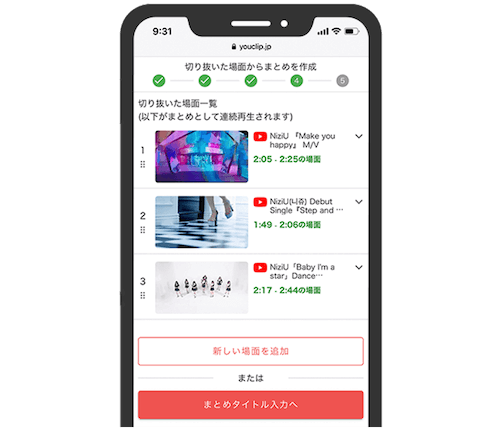 9:31
youclip.jp
切り抜いた場面からまとめを作成
4
5
切り抜いた場面一覧
(以下がまとめとして連続再生されます)
1
NiziU 『Make you
happy』 M/V
2:05 - 2:25の場面
2
NiziU(니쥬) Debut
Single『Step and …
1:49 - 2:06の場面
3
NiziU「Baby I'm a
star」Dance…
2:17 - 2:44の場面
新しい場面を追加
または
まとめタイトル入力へ